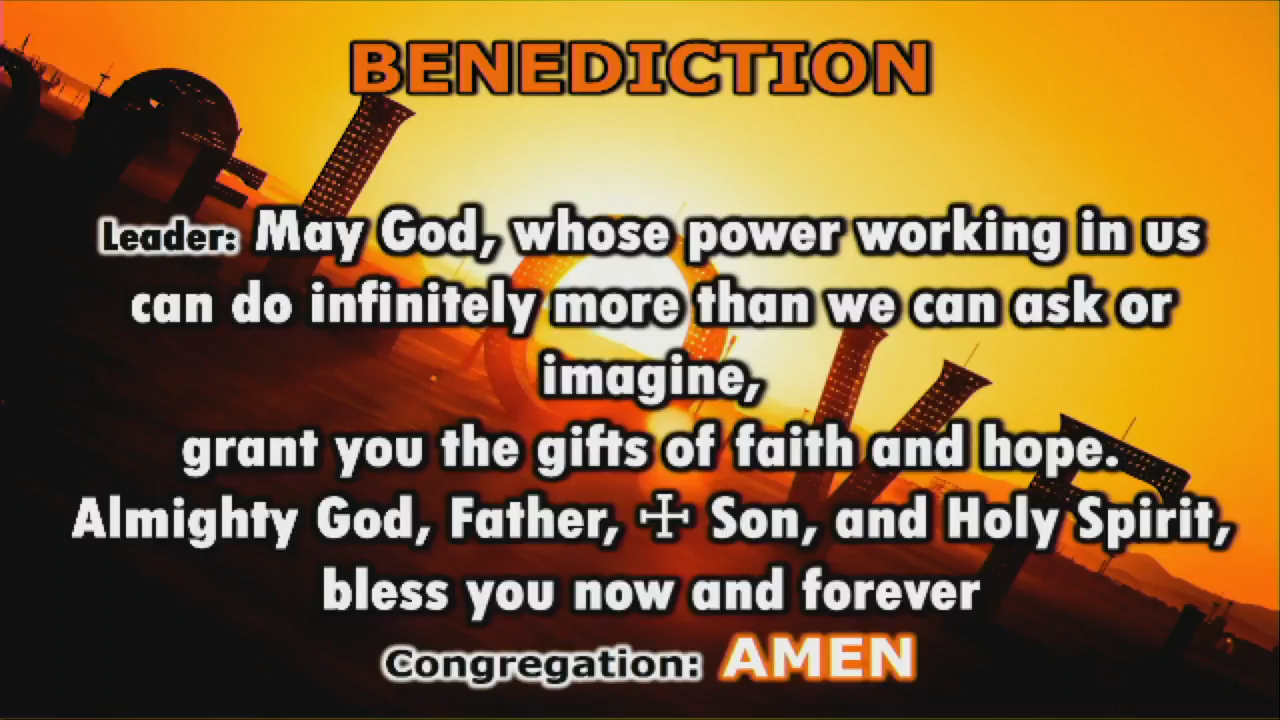 BENEDICTION
Leader: May God, whose power working in us
can do infinitely more than we can ask or
imagine,
grant you the gifts of faith and hope.
Almighty God, Father, ☩ Son, and Holy Spirit,
bless you now and forever
Congregation: AMEN